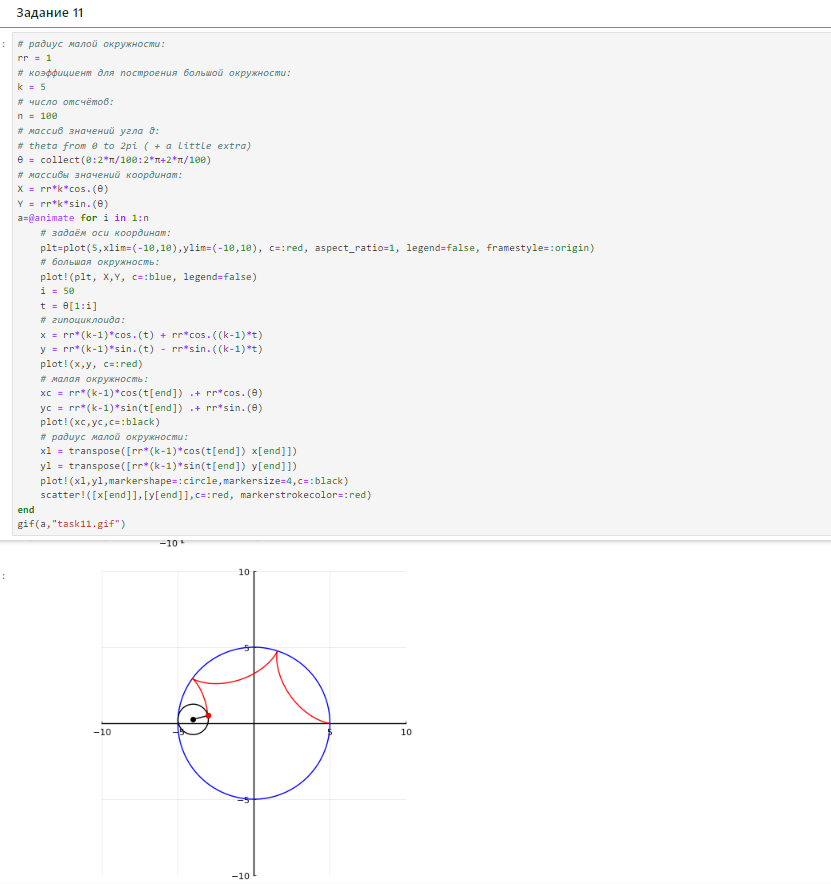 Задание 11
:
# радиус малой окружности:
rr = 1
# коэффициент для построения большой окружности:
k = 5
# число отсчётов:
n = 100
# массив значений угла θ:
# theta from 0 to 2pi ( + a little extra)
θ = collect(0:2*π/100:2*π+2*π/100)
# массивы значений координат:
X = rr*k*cos.(θ)
Y = rr*k*sin.(θ)
a=@animate for i in 1:n
    # задаём оси координат:
    plt=plot(5,xlim=(-10,10),ylim=(-10,10), c=:red, aspect_ratio=1, legend=false, framestyle=:origin)
    # большая окружность:
    plot!(plt, X,Y, c=:blue, legend=false)
    i = 50
    t = θ[1:i]
    # гипоциклоида:
    x = rr*(k-1)*cos.(t) + rr*cos.((k-1)*t)
    y = rr*(k-1)*sin.(t) - rr*sin.((k-1)*t)
    plot!(x,y, c=:red)
    # малая окружность:
    xc = rr*(k-1)*cos(t[end]) .+ rr*cos.(θ)
    yc = rr*(k-1)*sin(t[end]) .+ rr*sin.(θ)
    plot!(xc,yc,c=:black)
    # радиус малой окружности:
    xl = transpose([rr*(k-1)*cos(t[end]) x[end]])
    yl = transpose([rr*(k-1)*sin(t[end]) y[end]])
    plot!(xl,yl,markershape=:circle,markersize=4,c=:black)
    scatter!([x[end]],[y[end]],c=:red, markerstrokecolor=:red)
end
gif(a,"task11.gif")
−10
:
10
5
−10 −5 5 10
−5
−10